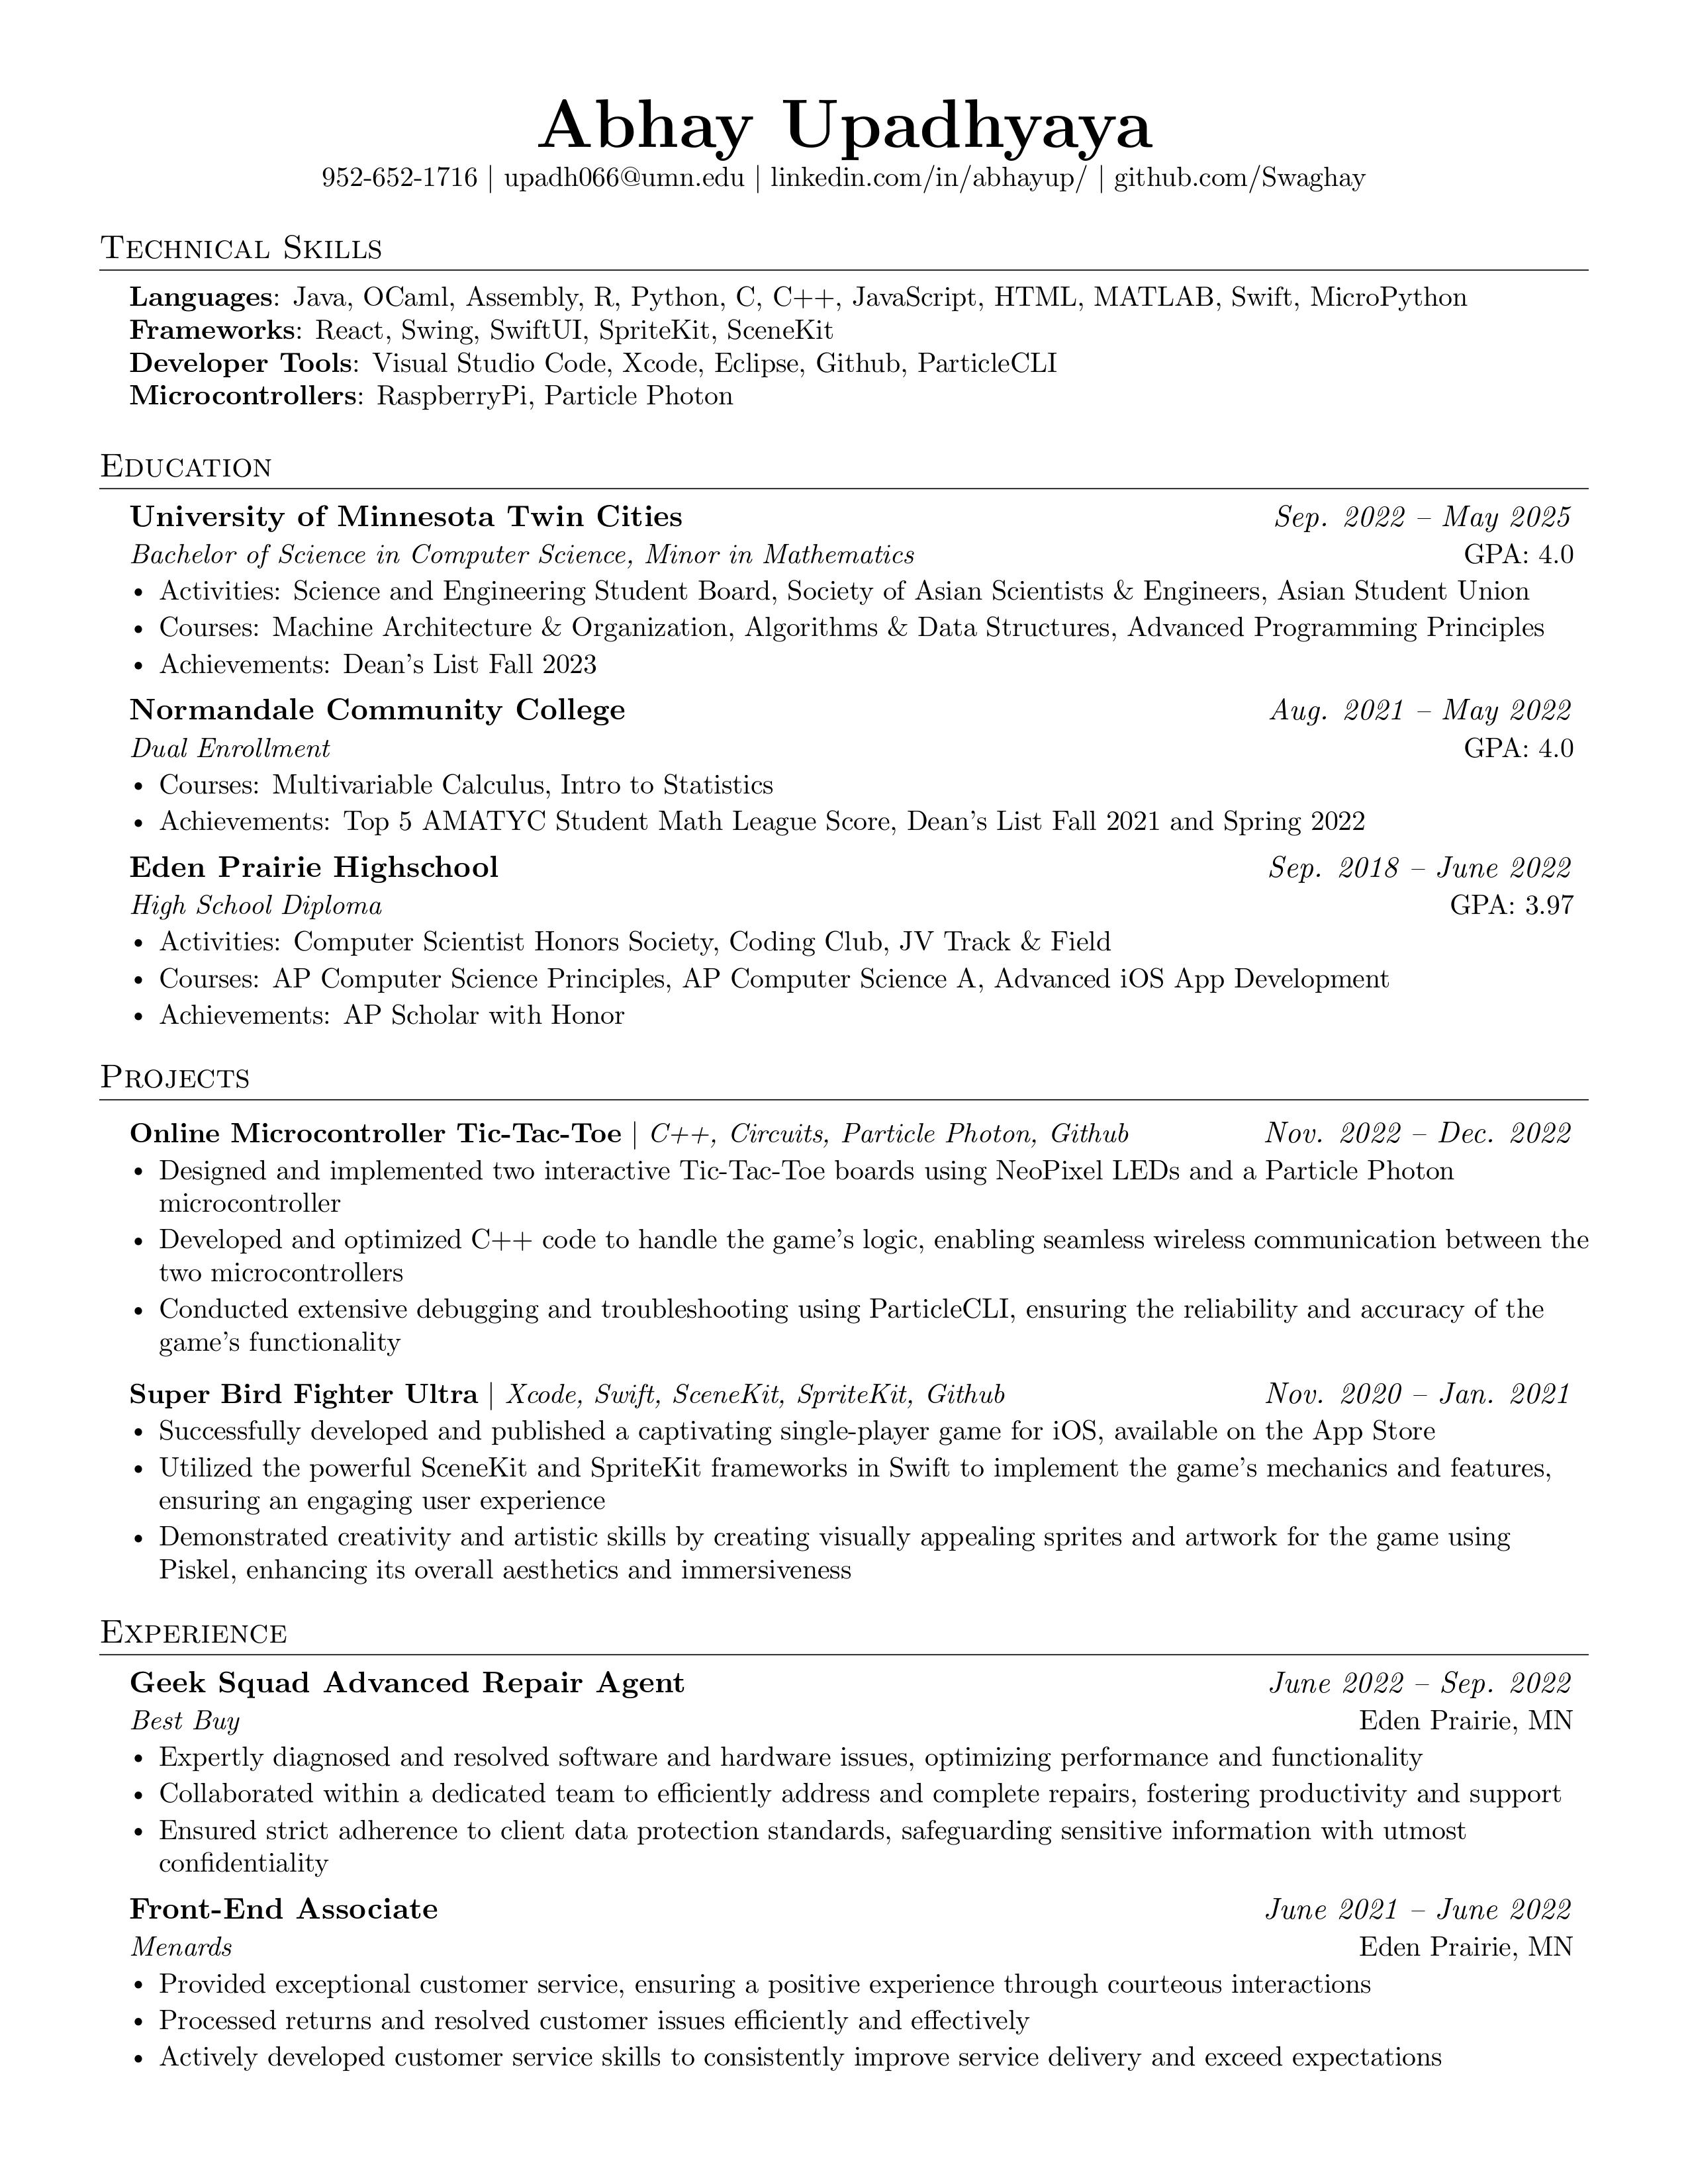 Abhay Upadhyaya
952-652-1716 | upadh066@umn.edu | linkedin.com/in/abhayup/ | github.com/Swaghay
Technical Skills
Languages: Java, OCaml, Assembly, R, Python, C, C++, JavaScript, HTML, MATLAB, Swift, MicroPython
Frameworks: React, Swing, SwiftUI, SpriteKit, SceneKit
Developer Tools: Visual Studio Code, Xcode, Eclipse, Github, ParticleCLI
Microcontrollers: RaspberryPi, Particle Photon
Education
University of Minnesota Twin Cities Sep. 2022 – May 2025
Bachelor of Science in Computer Science, Minor in Mathematics GPA: 4.0
• Activities: Science and Engineering Student Board, Society of Asian Scientists & Engineers, Asian Student Union
• Courses: Machine Architecture & Organization, Algorithms & Data Structures, Advanced Programming Principles
• Achievements: Dean's List Fall 2023
Normandale Community College Aug. 2021 – May 2022
Dual Enrollment GPA: 4.0
• Courses: Multivariable Calculus, Intro to Statistics
• Achievements: Top 5 AMATYC Student Math League Score, Dean's List Fall 2021 and Spring 2022
Eden Prairie Highschool Sep. 2018 – June 2022
High School Diploma GPA: 3.97
• Activities: Computer Scientist Honors Society, Coding Club, JV Track & Field
• Courses: AP Computer Science Principles, AP Computer Science A, Advanced iOS App Development
• Achievements: AP Scholar with Honor
Projects
Online Microcontroller Tic-Tac-Toe | C++, Circuits, Particle Photon, Github Nov. 2022 – Dec. 2022
• Designed and implemented two interactive Tic-Tac-Toe boards using NeoPixel LEDs and a Particle Photon
microcontroller
• Developed and optimized C++ code to handle the game's logic, enabling seamless wireless communication between the
two microcontrollers
• Conducted extensive debugging and troubleshooting using ParticleCLI, ensuring the reliability and accuracy of the
game's functionality
Super Bird Fighter Ultra | Xcode, Swift, SceneKit, SpriteKit, Github Nov. 2020 – Jan. 2021
• Successfully developed and published a captivating single-player game for iOS, available on the App Store
• Utilized the powerful SceneKit and SpriteKit frameworks in Swift to implement the game's mechanics and features,
ensuring an engaging user experience
• Demonstrated creativity and artistic skills by creating visually appealing sprites and artwork for the game using
Piskel, enhancing its overall aesthetics and immersiveness
Experience
Geek Squad Advanced Repair Agent June 2022 – Sep. 2022
Best Buy Eden Prairie, MN
• Expertly diagnosed and resolved software and hardware issues, optimizing performance and functionality
• Collaborated within a dedicated team to efficiently address and complete repairs, fostering productivity and support
• Ensured strict adherence to client data protection standards, safeguarding sensitive information with utmost
confidentiality
Front-End Associate June 2021 – June 2022
Menards Eden Prairie, MN
• Provided exceptional customer service, ensuring a positive experience through courteous interactions
• Processed returns and resolved customer issues efficiently and effectively
• Actively developed customer service skills to consistently improve service delivery and exceed expectations